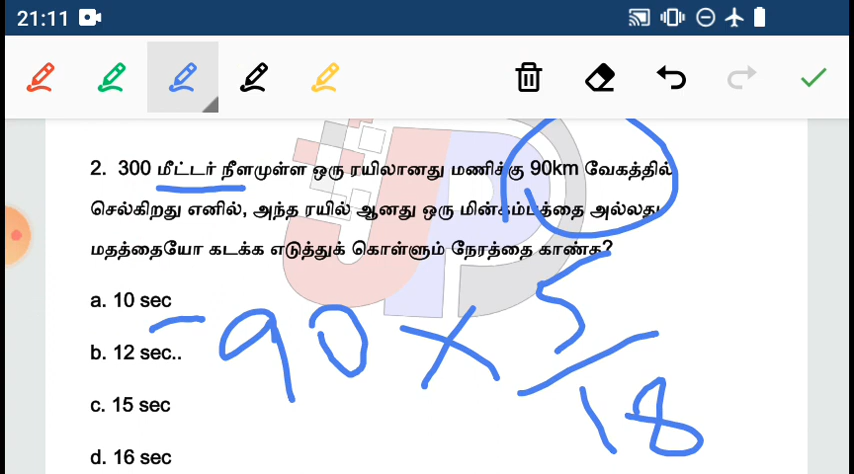 21:11
2. 300 மீட்டர் நீளமுள்ள ஒரு ரயிலானது மணிக்கு 90km வேகத்தில்
செல்கிறது எனில், அந்த ரயில் ஆனது ஒரு மின்கம்பத்தை அல்லது
மதத்தையோ கடக்க எடுத்துக் கொள்ளும் நேரத்தை காண்க?
a. 10 sec
b. 12 sec..
90 x 5/18
c. 15 sec
d. 16 sec